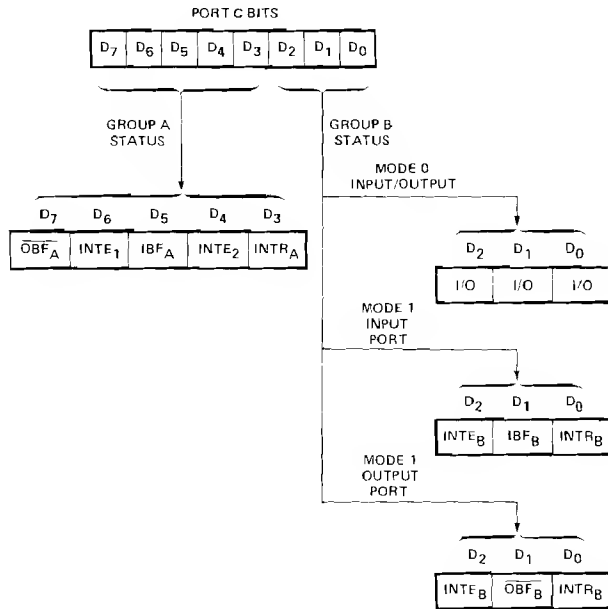 PORT C BITS
D7 D6 D5 D4 D3 D2 D1 D0
GROUP A STATUS
GROUP B STATUS
MODE 0 INPUT/OUTPUT
D7 D6 D5 D4 D3
O̅B̅F̅A INTE1 IBFA INTE2 INTRA
D2 D1 D0
I/O I/O I/O
MODE 1 INPUT PORT
D2 D1 D0
INTEB IBFB INTRB
MODE 1 OUTPUT PORT
D2 D1 D0
INTEB O̅B̅F̅B INTRB